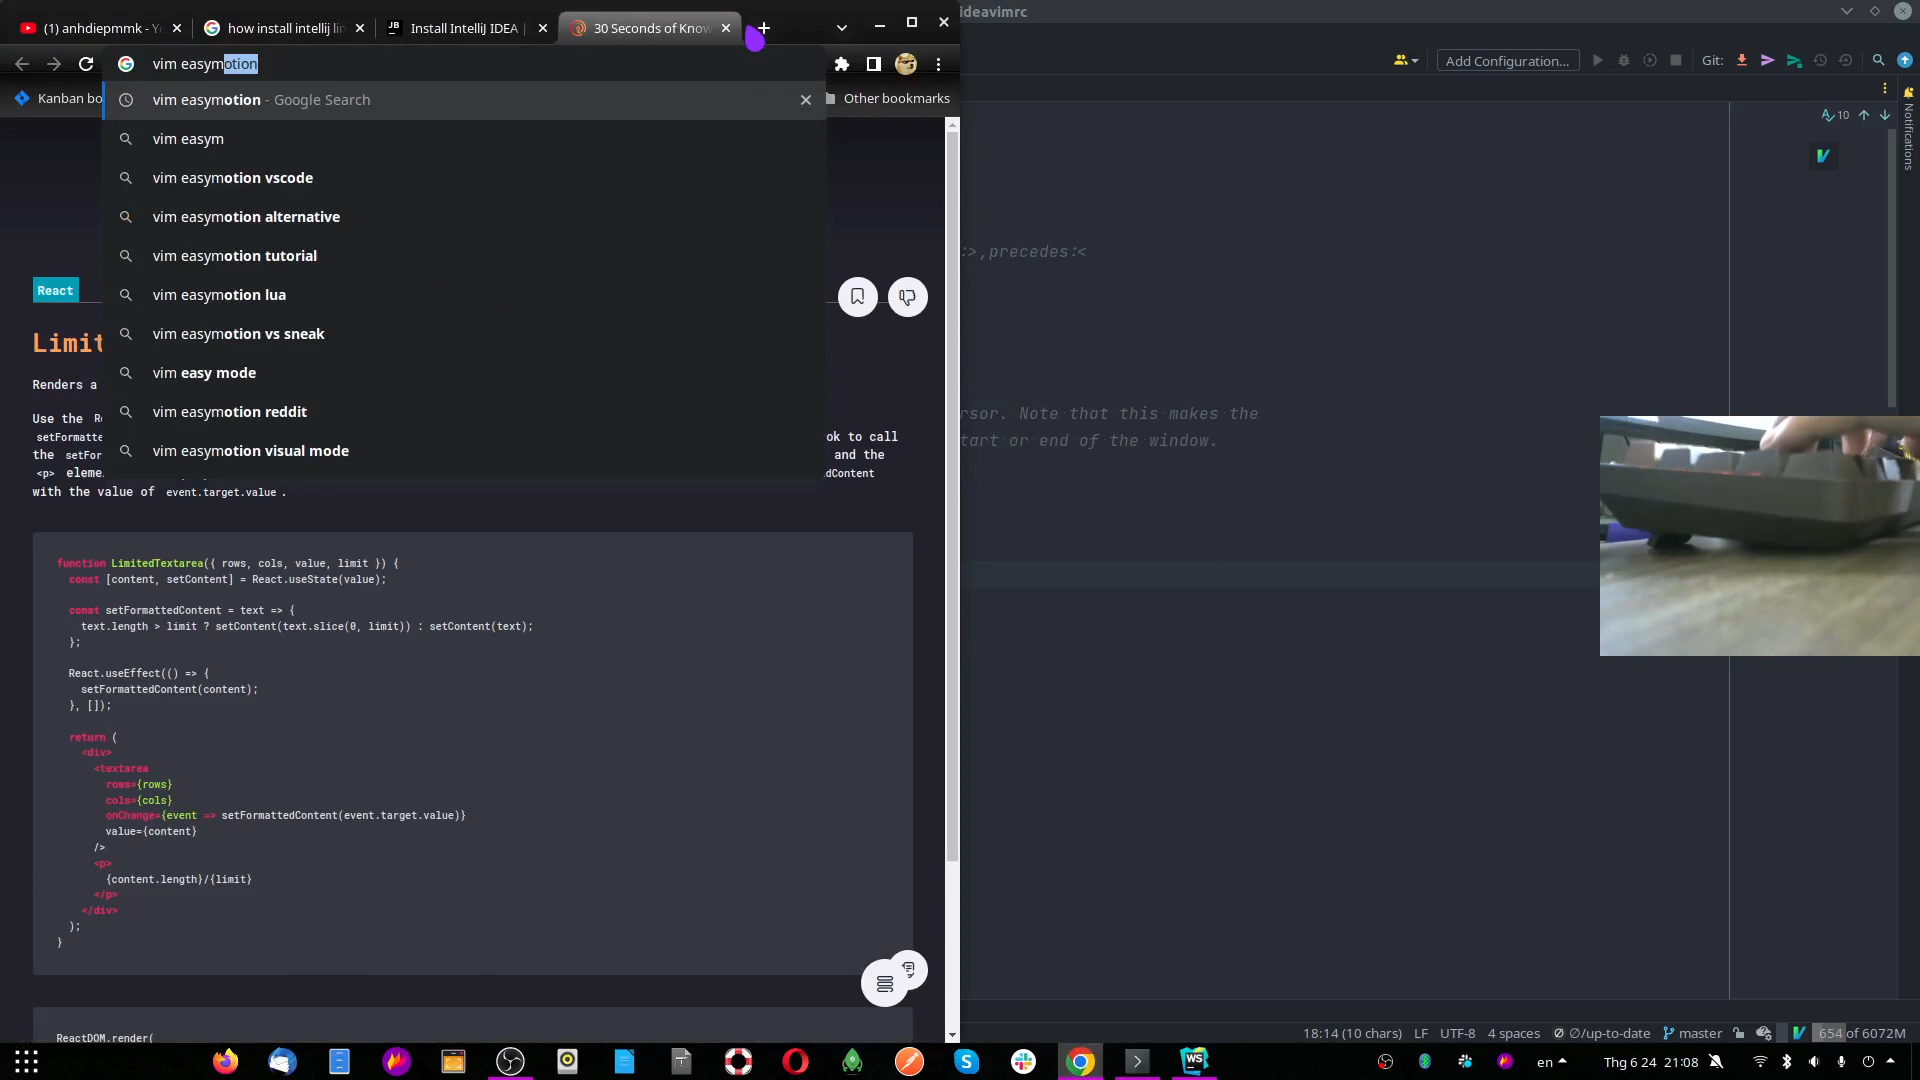 (1) anhdiepmmk - Y
how install intellij lin
Install IntelliJ IDEA |
30 Seconds of Know
ideavimrc
vim easymotion
Add Configuration...
Git:
Kanban bo
Other bookmarks
vim easymotion - Google Search
vim easym
vim easymotion vscode
vim easymotion alternative
vim easymotion tutorial
vim easymotion lua
vim easymotion vs sneak
vim easy mode
vim easymotion reddit
vim easymotion visual mode
10
Notifications
:>,precedes:<
rsor. Note that this makes the
tart or end of the window.
React
Limit
Renders a
Use the
setFormatte
ok to call
the setFor
and the
<p> eleme
dContent
with the value of event.target.value .
function LimitedTextarea({ rows, cols, value, limit }) {
const [content, setContent] = React.useState(value);
const setFormattedContent = text => {
text.length > limit ? setContent(text.slice(0, limit)) : setContent(text);
};
React.useEffect(() => {
setFormattedContent(content);
}, []);
return (
<div>
<textarea
rows={rows}
cols={cols}
onChange={event => setFormattedContent(event.target.value)}
value={content}
/>
<p>
{content.length}/{limit}
</p>
</div>
);
}
ReactDOM.render(
18:14 (10 chars) LF UTF-8 4 spaces ∅/up-to-date master 654 of 6072M
en Thg 6 24 21:08